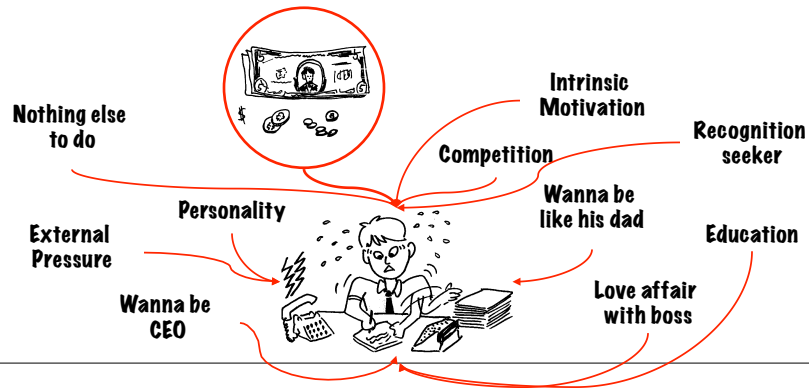 Intrinsic
Motivation
Nothing else
to do
Recognition
seeker
Competition
Wanna be
like his dad
Personality
External
Pressure
Education
Wanna be
CEO
Love affair
with boss
$